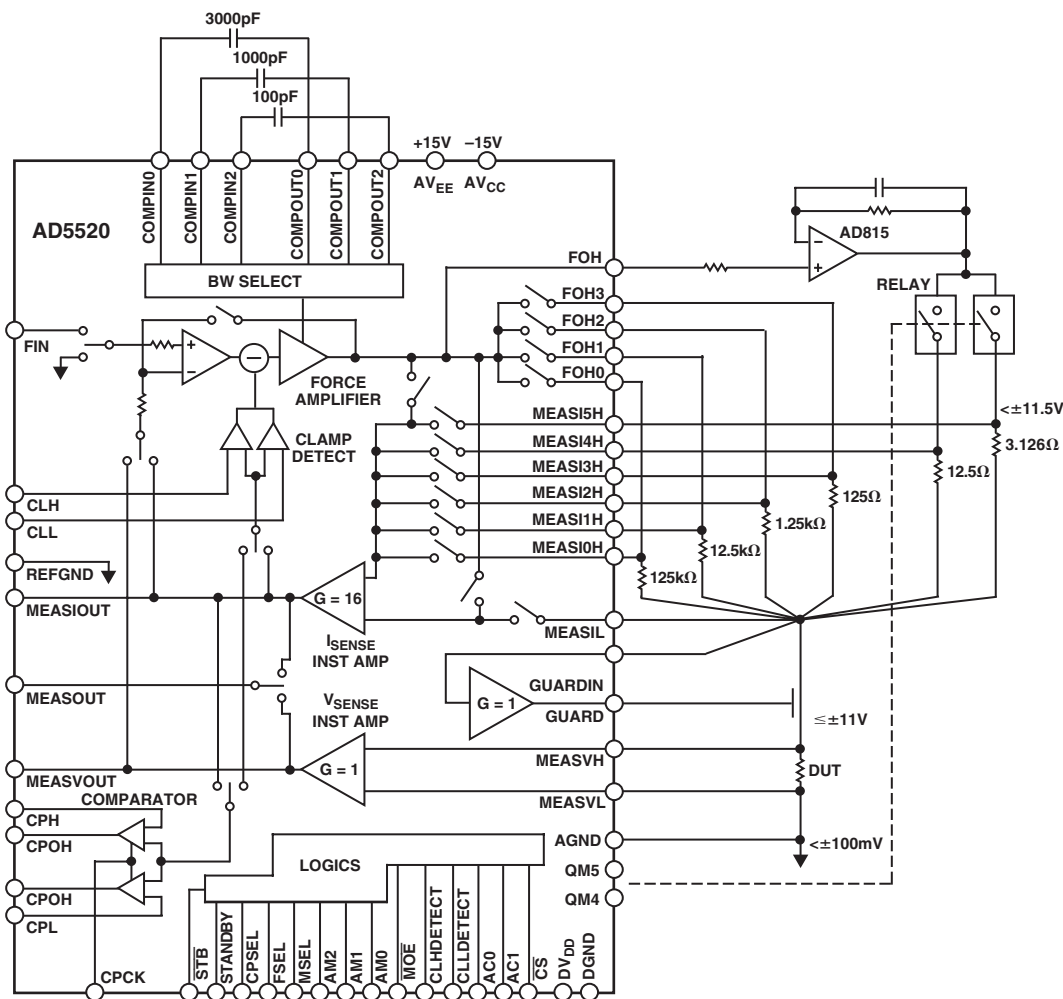 3000pF
1000pF
100pF
+15V
–15V
AVEE
AVCC
COMPIN0
COMPIN1
COMPIN2
COMPOUT0
COMPOUT1
COMPOUT2
AD5520
BW SELECT
AD815
FOH
RELAY
FOH3
FOH2
FOH1
FOH0
FIN
+
–
–
FORCE
AMPLIFIER
–
+
CLAMP
DETECT
MEASI5H
MEASI4H
MEASI3H
MEASI2H
MEASI1H
MEASI0H
<±11.5V
3.126Ω
12.5Ω
125Ω
1.25kΩ
12.5kΩ
125kΩ
CLH
CLL
REFGND
MEASIOUT
G = 16
ISENSE
INST AMP
MEASIL
MEASOUT
VSENSE
INST AMP
G = 1
GUARDIN
GUARD
≤±11V
MEASVOUT
G = 1
MEASVH
DUT
MEASVL
COMPARATOR
CPH
CPOH
CPOH
CPL
AGND
<±100mV
QM5
QM4
LOGICS
CPCK
STB
STANDBY
CPSEL
FSEL
MSEL
AM2
AM1
AM0
MOE
CLHDETECT
CLLDETECT
AC0
AC1
CS
DVDD
DGND